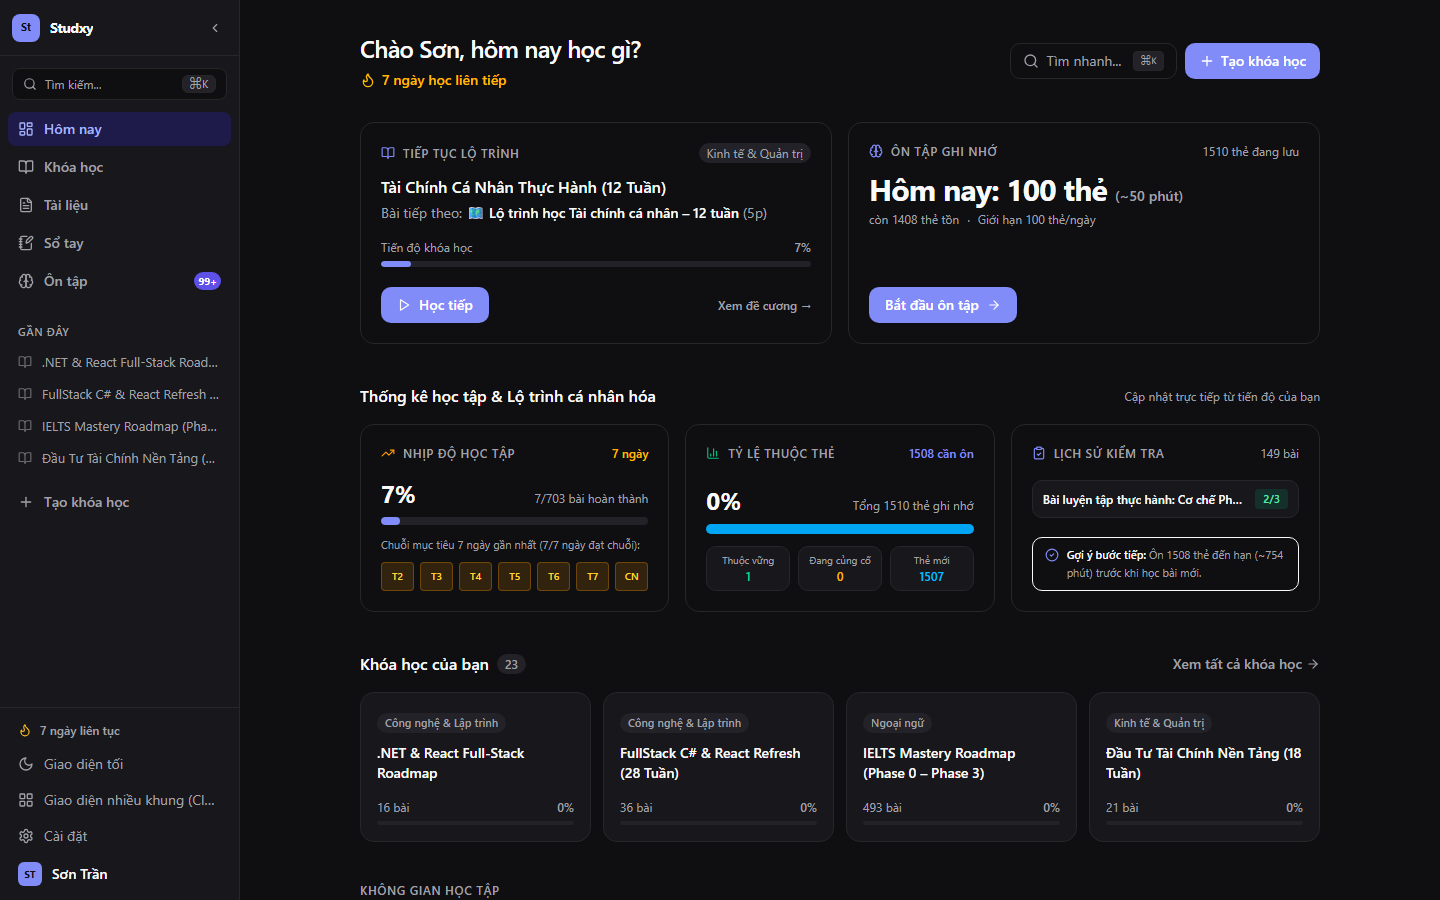 St Studxy
Tìm kiếm... ⌘K
Hôm nay
Khóa học
Tài liệu
Sổ tay
Ôn tập 99+
GẦN ĐÂY
.NET & React Full-Stack Road...
FullStack C# & React Refresh ...
IELTS Mastery Roadmap (Pha...
Đầu Tư Tài Chính Nền Tảng (...
Tạo khóa học
7 ngày liên tục
Giao diện tối
Giao diện nhiều khung (Cl...
Cài đặt
ST Sơn Trần
Chào Sơn, hôm nay học gì?
7 ngày học liên tiếp
Tìm nhanh... ⌘K
Tạo khóa học
TIẾP TỤC LỘ TRÌNH Kinh tế & Quản trị
Tài Chính Cá Nhân Thực Hành (12 Tuần)
Bài tiếp theo: 🗺️ Lộ trình học Tài chính cá nhân – 12 tuần (5p)
Tiến độ khóa học 7%
Học tiếp Xem đề cương →
ÔN TẬP GHI NHỚ 1510 thẻ đang lưu
Hôm nay: 100 thẻ (~50 phút)
còn 1408 thẻ tồn · Giới hạn 100 thẻ/ngày
Bắt đầu ôn tập →
Thống kê học tập & Lộ trình cá nhân hóa Cập nhật trực tiếp từ tiến độ của bạn
NHỊP ĐỘ HỌC TẬP 7 ngày
7% 7/703 bài hoàn thành
Chuỗi mục tiêu 7 ngày gần nhất (7/7 ngày đạt chuỗi):
T2 T3 T4 T5 T6 T7 CN
TỶ LỆ THUỘC THẺ 1508 cần ôn
0% Tổng 1510 thẻ ghi nhớ
Thuộc vững Đang củng cố Thẻ mới
1 0 1507
LỊCH SỬ KIỂM TRA 149 bài
Bài luyện tập thực hành: Cơ chế Ph... 2/3
Gợi ý bước tiếp: Ôn 1508 thẻ đến hạn (~754
phút) trước khi học bài mới.
Khóa học của bạn 23 Xem tất cả khóa học →
Công nghệ & Lập trình
.NET & React Full-Stack
Roadmap
16 bài 0%
Công nghệ & Lập trình
FullStack C# & React Refresh
(28 Tuần)
36 bài 0%
Ngoại ngữ
IELTS Mastery Roadmap
(Phase 0 – Phase 3)
493 bài 0%
Kinh tế & Quản trị
Đầu Tư Tài Chính Nền Tảng (18
Tuần)
21 bài 0%
KHÔNG GIAN HỌC TẬP